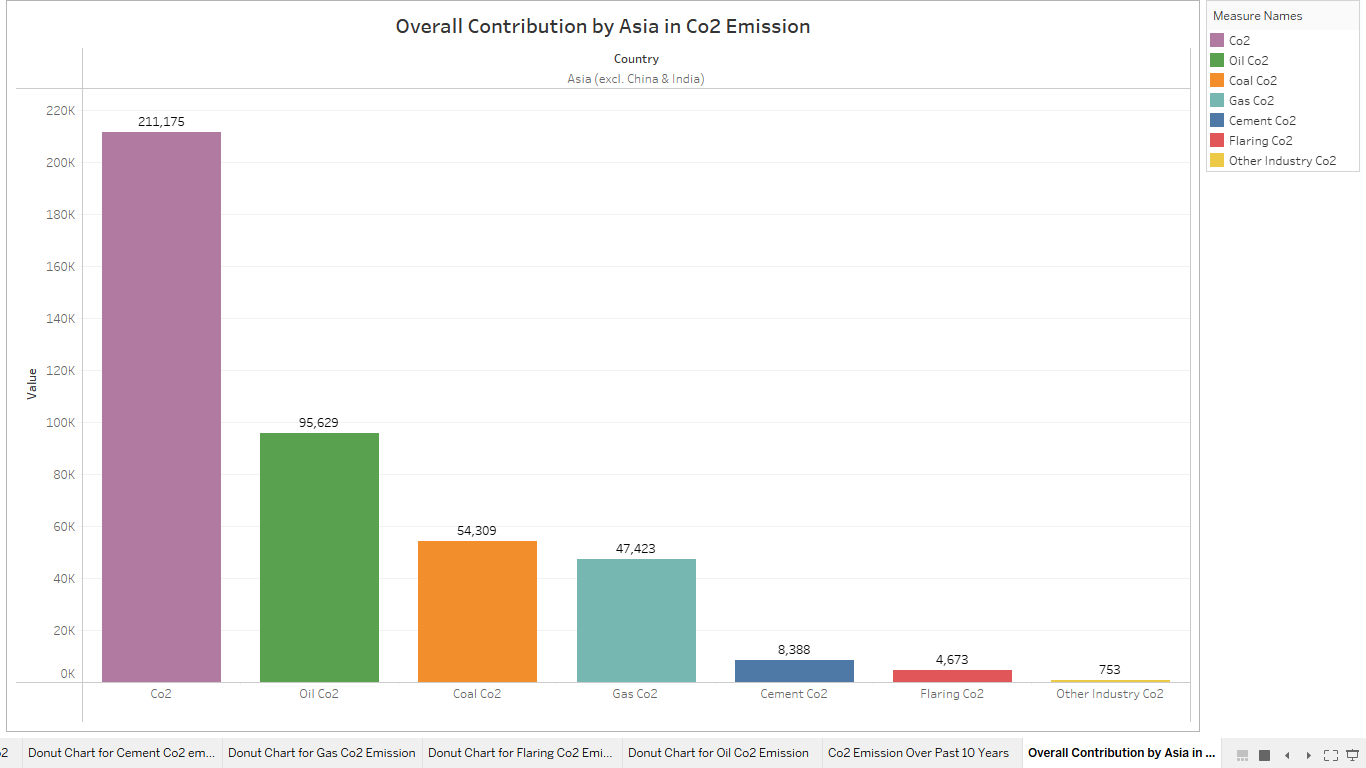 Overall Contribution by Asia in Co2 Emission
Country
Asia (excl. China & India)
220K
200K
180K
160K
140K
120K
100K
80K
60K
40K
20K
0K
Value
211,175
95,629
54,309
47,423
8,388
4,673
753
Co2
Oil Co2
Coal Co2
Gas Co2
Cement Co2
Flaring Co2
Other Industry Co2
Measure Names
Co2
Oil Co2
Coal Co2
Gas Co2
Cement Co2
Flaring Co2
Other Industry Co2
Donut Chart for Cement Co2 em...
Donut Chart for Gas Co2 Emission
Donut Chart for Flaring Co2 Emi...
Donut Chart for Oil Co2 Emission
Co2 Emission Over Past 10 Years
Overall Contribution by Asia in ...